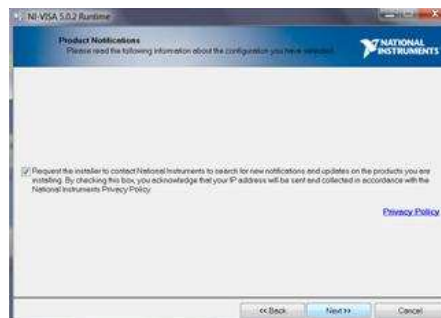 NI-VISA 5.0.2 Runtime
Product Notifications
Please read the following information about the configuration you have selected.
NATIONAL
INSTRUMENTS
Request the installer to contact National Instruments to search for new notifications and updates on the products you are
installing. By checking this box, you acknowledge that your IP address will be sent and collected in accordance with the
National Instruments Privacy Policy.
Privacy Policy
<< Back
Next >>
Cancel